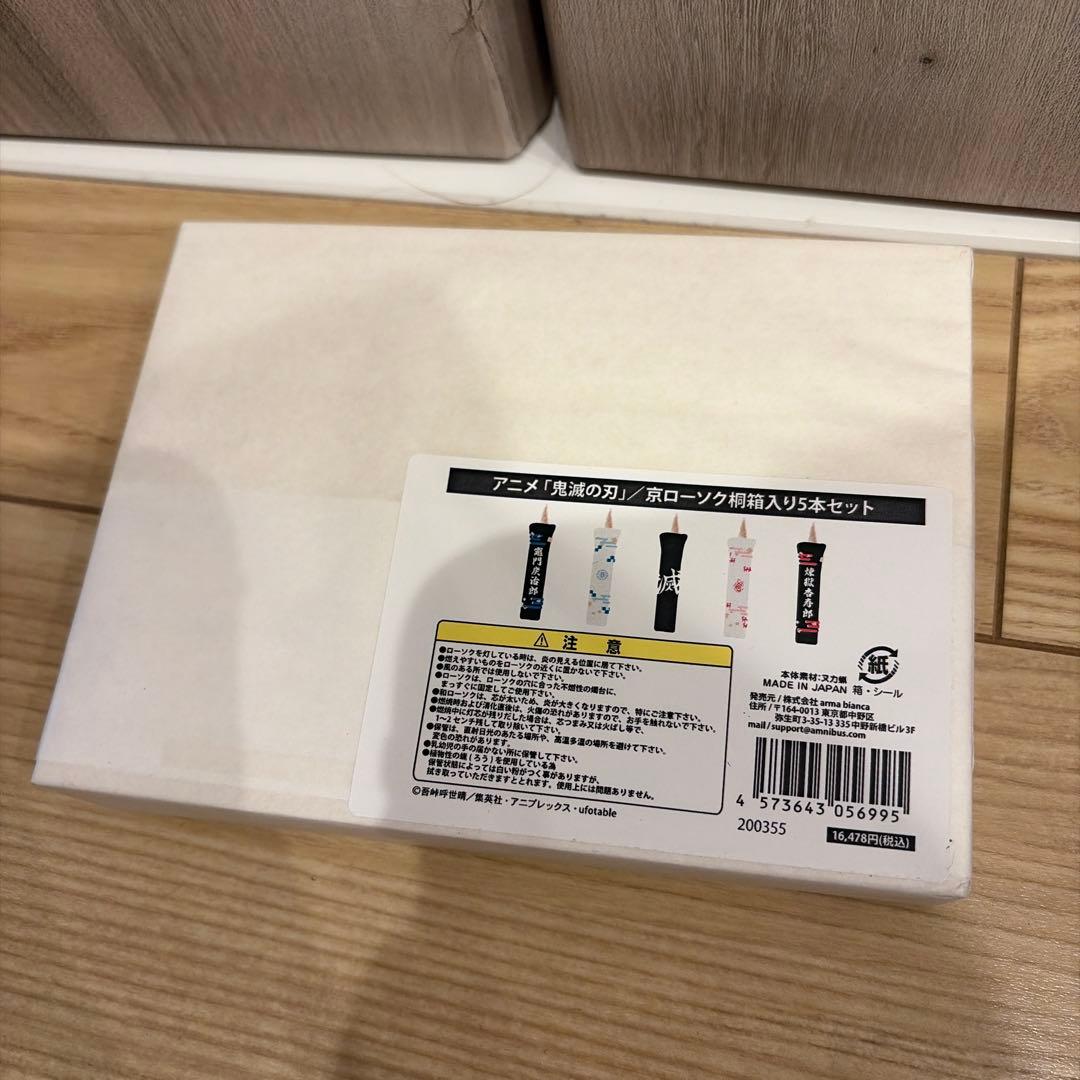 アニメ「鬼滅の刃」／京ローソク桐箱入り5本セット
竈門炭治郎
滅
煉獄杏寿郎
注意
●ローソクを灯している時は、炎の見える位置に居て下さい。
●燃えやすいものをローソクの近くに置かないで下さい。
●風のある所では使用しないで下さい。
●ローソクは、ローソクの穴に合った不燃性の燭台に、
まっすぐに固定してご使用下さい。
●和ローソクは、芯が太いため、炎が大きくなりますので、特にご注意下さい。
●燃焼時および消化直後は、火傷の恐れがありますので、お手を触れないで下さい。
●燃焼中に灯芯が残りだした場合は、芯つまみ又は火ばし等で、
1〜2 センチ残して取り除いて下さい。
●保管は、直射日光のあたる場所や、高温多湿の場所を避けて下さい。
変色の恐れがあります。
●乳幼児の手の届かない所に保管して下さい。
●植物性の蝋（ろう）を使用している為
保管状態によっては白い粉がつく事がありますが、
拭き取っていただきますととれます。使用上には問題ありません。
©吾峠呼世晴／集英社・アニプレックス・ufotable
紙
本体素材:ヌカ蝋
MADE IN JAPAN 箱・シール
発売元 / 株式会社 arma bianca
住所 / 〒164-0013 東京都中野区
弥生町3-35-13 335中野新橋ビル3F
mail / support@amnibus.com
4 573643 056995
200355
16,478円(税込)